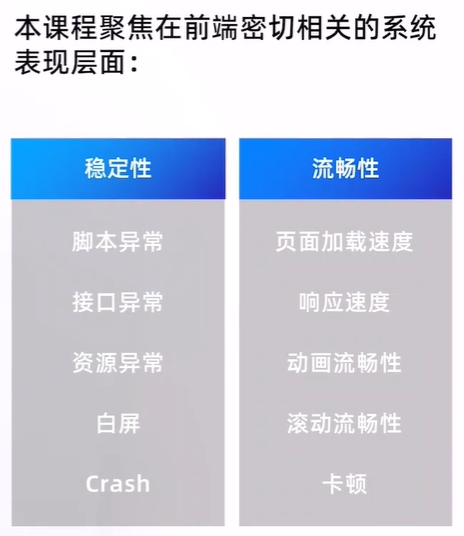 本课程聚焦在前端密切相关的系统
表现层面：
稳定性
脚本异常
接口异常
资源异常
白屏
Crash
流畅性
页面加载速度
响应速度
动画流畅性
滚动流畅性
卡顿